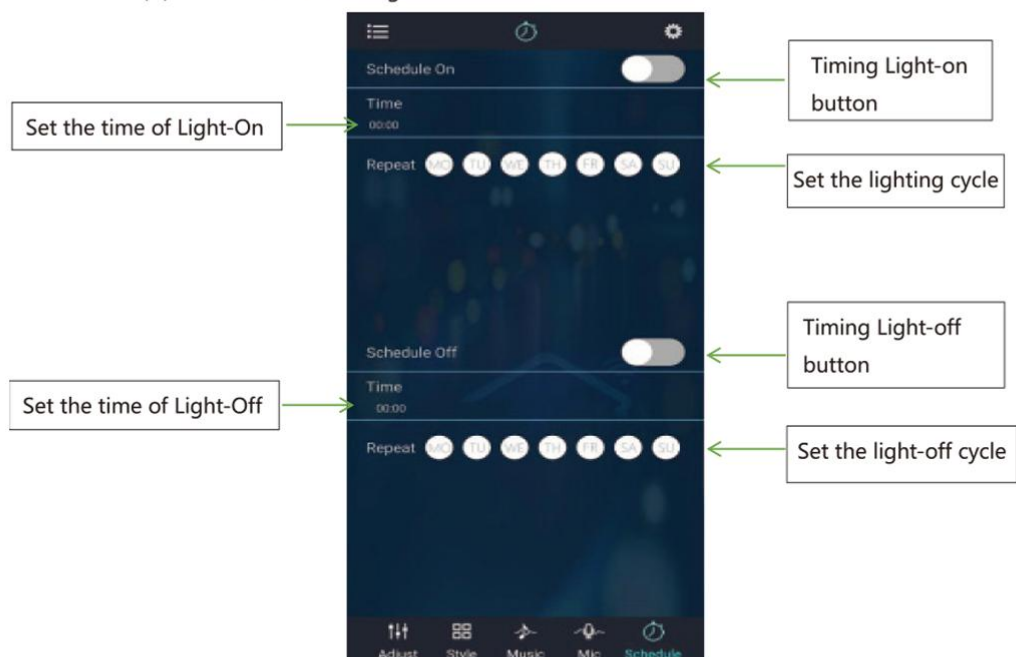 Schedule On
Timing Light-on
button
Time
00:00
Set the time of Light-On
Repeat MO TU WE TH FR SA SU
Set the lighting cycle
Schedule Off
Timing Light-off
button
Time
00:00
Set the time of Light-Off
Repeat MO TU WE TH FR SA SU
Set the light-off cycle
Adjust Style Music Mic Schedule